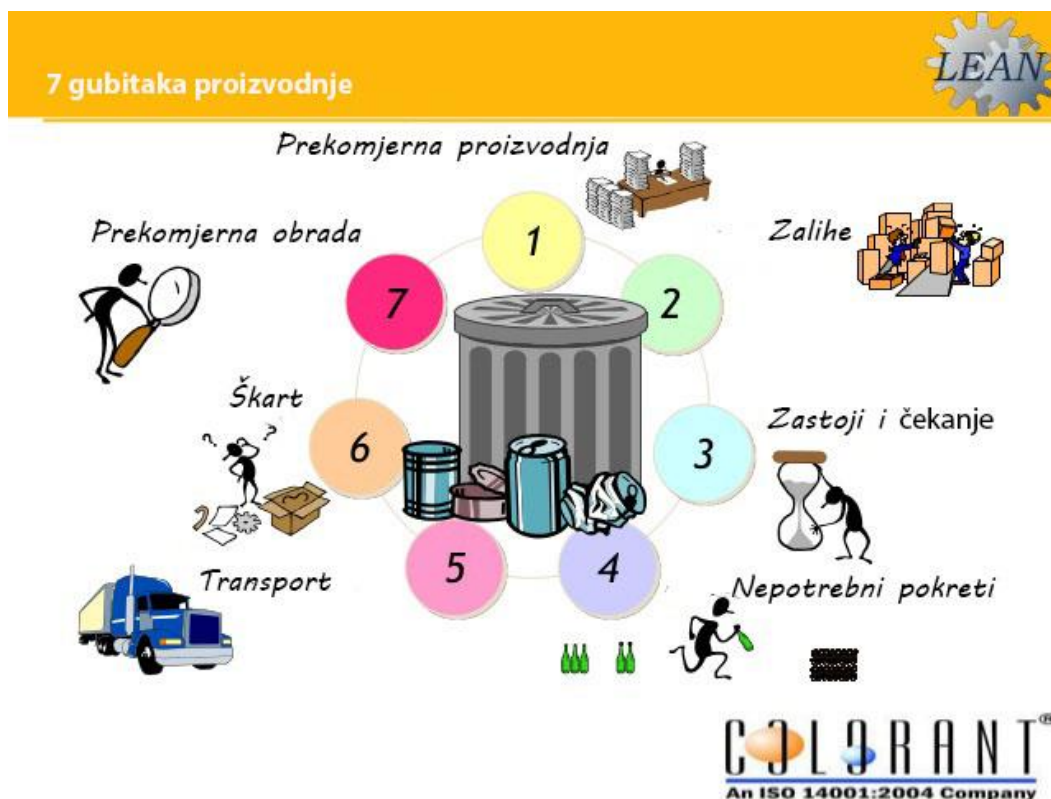 7 gubitaka proizvodnje
LEAN
Prekomjerna proizvodnja
1
Zalihe
2
Zastoji i čekanje
3
Nepotrebni pokreti
4
Transport
5
Škart
? ?
6
Prekomjerna obrada
7
COLORANT®
An ISO 14001:2004 Company